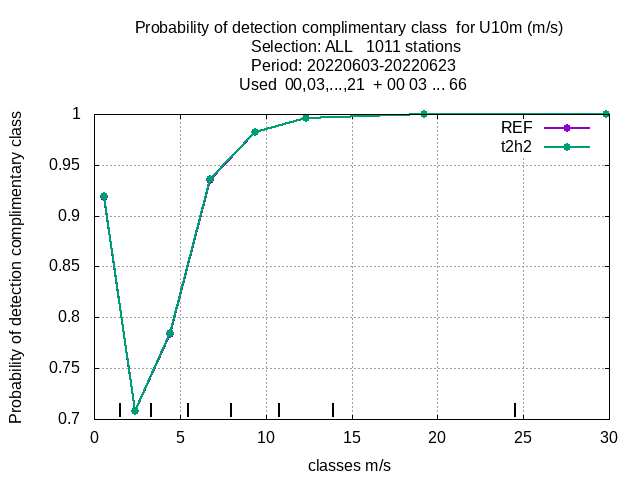 Probability of detection complimentary class  for U10m (m/s)
Selection: ALL   1011 stations
Period: 20220603-20220623
Used  00,03,...,21  + 00 03 ... 66
Probability of detection complimentary class
1
0.95
0.9
0.85
0.8
0.75
0.7
REF
t2h2
0 5 10 15 20 25 30
classes m/s